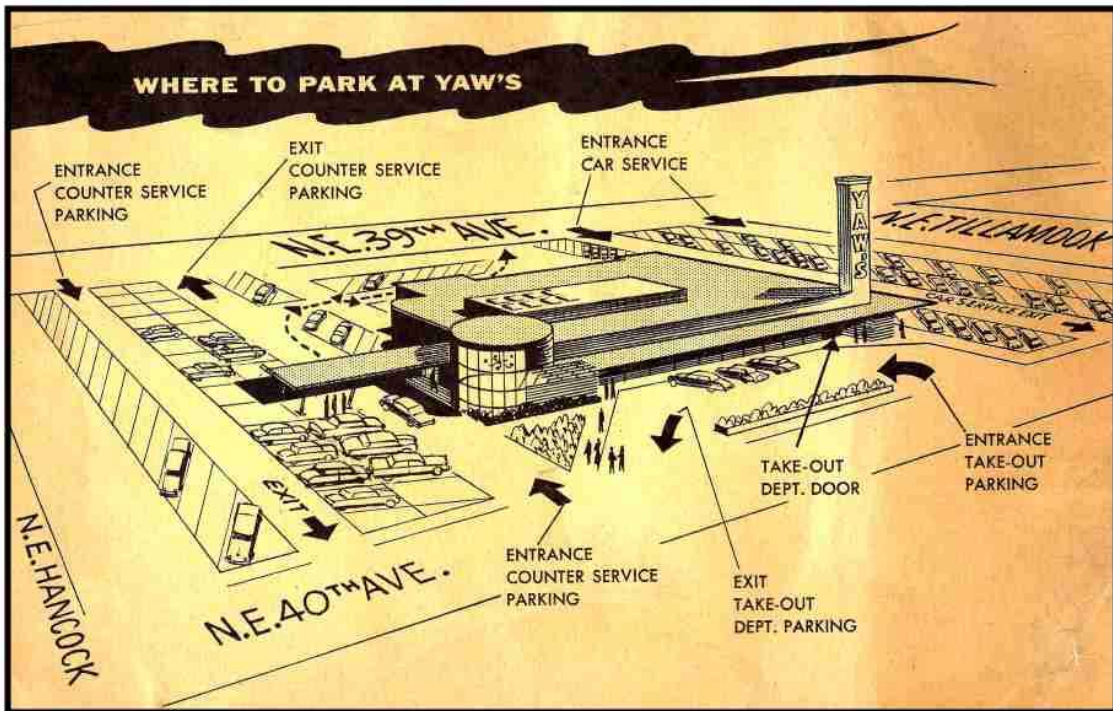 WHERE TO PARK AT YAW'S
ENTRANCE
COUNTER SERVICE
PARKING
EXIT
COUNTER SERVICE
PARKING
ENTRANCE
CAR SERVICE
N.E. 39TH AVE.
YAW'S
N.E. TILLAMOOK
CAR SERVICE EXIT
ENTRANCE
TAKE-OUT
PARKING
TAKE-OUT
DEPT. DOOR
EXIT
TAKE-OUT
DEPT. PARKING
ENTRANCE
COUNTER SERVICE
PARKING
EXIT
N.E. 40TH AVE.
N.E. HANCOCK